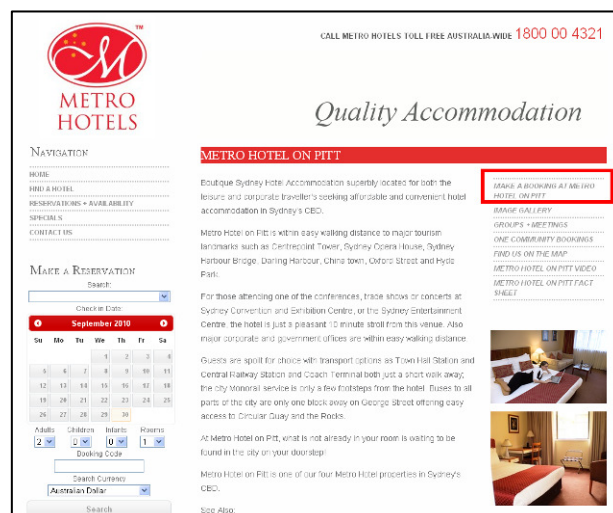 CALL METRO HOTELS TOLL FREE AUSTRALIA-WIDE 1800 00 4321
M
METRO
HOTELS
Quality Accommodation
NAVIGATION
HOME
FIND A HOTEL
RESERVATIONS + AVAILABILITY
SPECIALS
CONTACT US
MAKE A RESERVATION
Search:
Check in Date:
September 2010
Su Mo Tu We Th Fr Sa
1 2 3 4
5 6 7 8 9 10 11
12 13 14 15 16 17 18
19 20 21 22 23 24 25
26 27 28 29 30
Adults Children Infants Rooms
2 0 0 1
Booking Code
Search Currency
Australian Dollar
Search
METRO HOTEL ON PITT
Boutique Sydney Hotel Accommodation superbly located for both the
leisure and corporate traveller's seeking affordable and convenient hotel
accommodation in Sydney's CBD.
Metro Hotel on Pitt is within easy walking distance to major tourism
landmarks such as Centrepoint Tower, Sydney Opera House, Sydney
Harbour Bridge, Darling Harbour, China town, Oxford Street and Hyde
Park.
For those attending one of the conferences, trade shows or concerts at
Sydney Convention and Exhibition Centre, or the Sydney Entertainment
Centre, the hotel is just a pleasant 10 minute stroll from this venue. Also
major corporate and government offices are within easy walking distance.
Guests are spoilt for choice with transport options as Town Hall Station and
Central Railway Station and Coach Terminal both just a short walk away;
the city Monorail service is only a few footsteps from the hotel. Buses to all
parts of the city are only one block away on George Street offering easy
access to Circular Quay and the Rocks.
At Metro Hotel on Pitt, what is not already in your room is waiting to be
found in the city on your doorstep!
Metro Hotel on Pitt is one of our four Metro Hotel properties in Sydney's
CBD.
See Also:
MAKE A BOOKING AT METRO
HOTEL ON PITT
IMAGE GALLERY
GROUPS + MEETINGS
ONE COMMUNITY BOOKINGS
FIND US ON THE MAP
METRO HOTEL ON PITT VIDEO
METRO HOTEL ON PITT FACT
SHEET